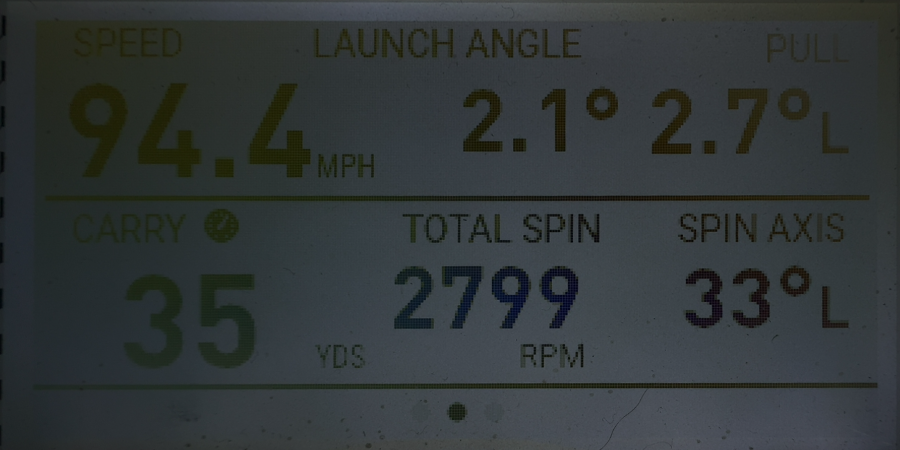 SPEED LAUNCH ANGLE PULL
94.4 MPH 2.1° 2.7° L
CARRY TOTAL SPIN SPIN AXIS
35 YDS 2799 RPM 33° L